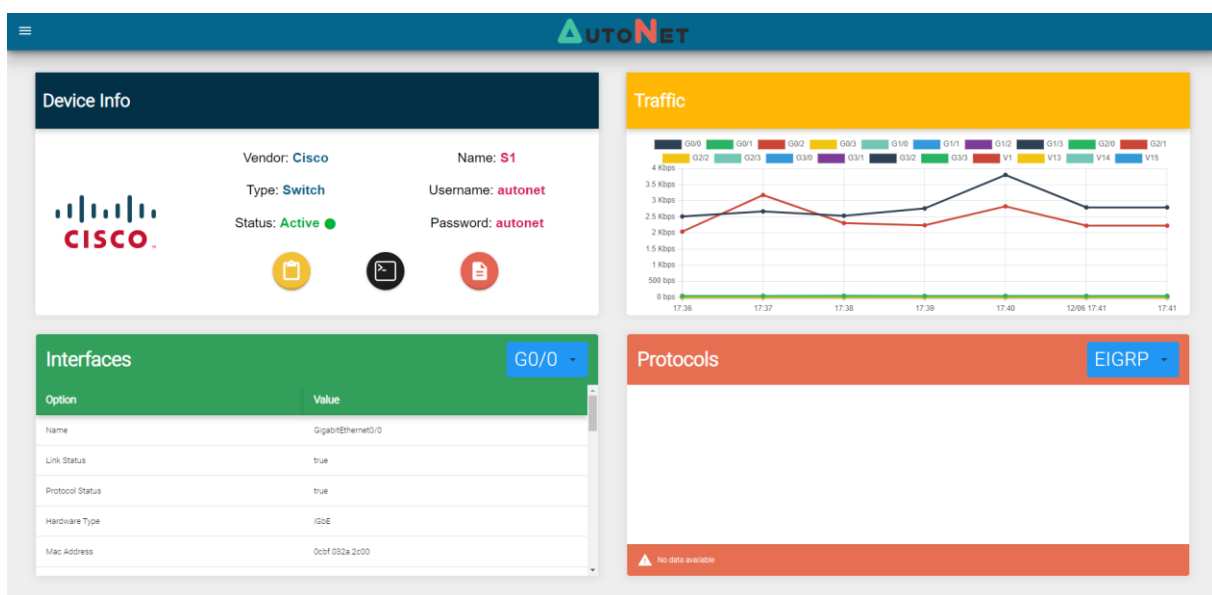 AUTONET
Device Info
Vendor: Cisco
Name: S1
Type: Switch
Username: autonet
Status: Active
Password: autonet
CISCO
Traffic
G0/0 G0/1 G0/2 G0/3 G1/0 G1/1 G1/2 G1/3 G2/0 G2/1
G2/2 G2/3 G3/0 G3/1 G3/2 G3/3 V1 V13 V14 V15
4 Kbps
3.5 Kbps
3 Kbps
2.5 Kbps
2 Kbps
1.5 Kbps
1 Kbps
500 bps
0 bps
17:36 17:37 17:38 17:39 17:40 12/06 17:41 17:41
Interfaces
G0/0
Option Value
Name GigabitEthernet0/0
Link Status true
Protocol Status true
Hardware Type iGbE
Mac Address 0cbf.032a.2c00
Protocols
EIGRP
No data available